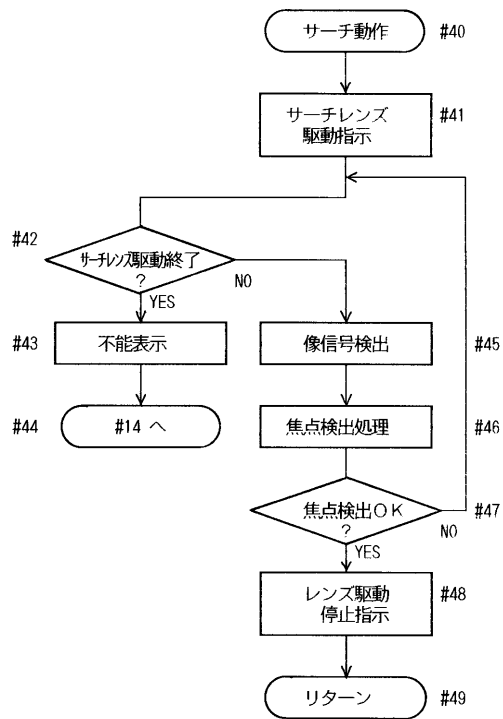 サーチ動作 #40
サーチレンズ
駆動指示
#41
#42
サーチレンズ駆動終了
?
NO
YES
#43
不能表示
像信号検出
#45
#44
#14 へ
焦点検出処理
#46
焦点検出OK
?
#47
NO
YES
レンズ駆動
停止指示
#48
リターン
#49